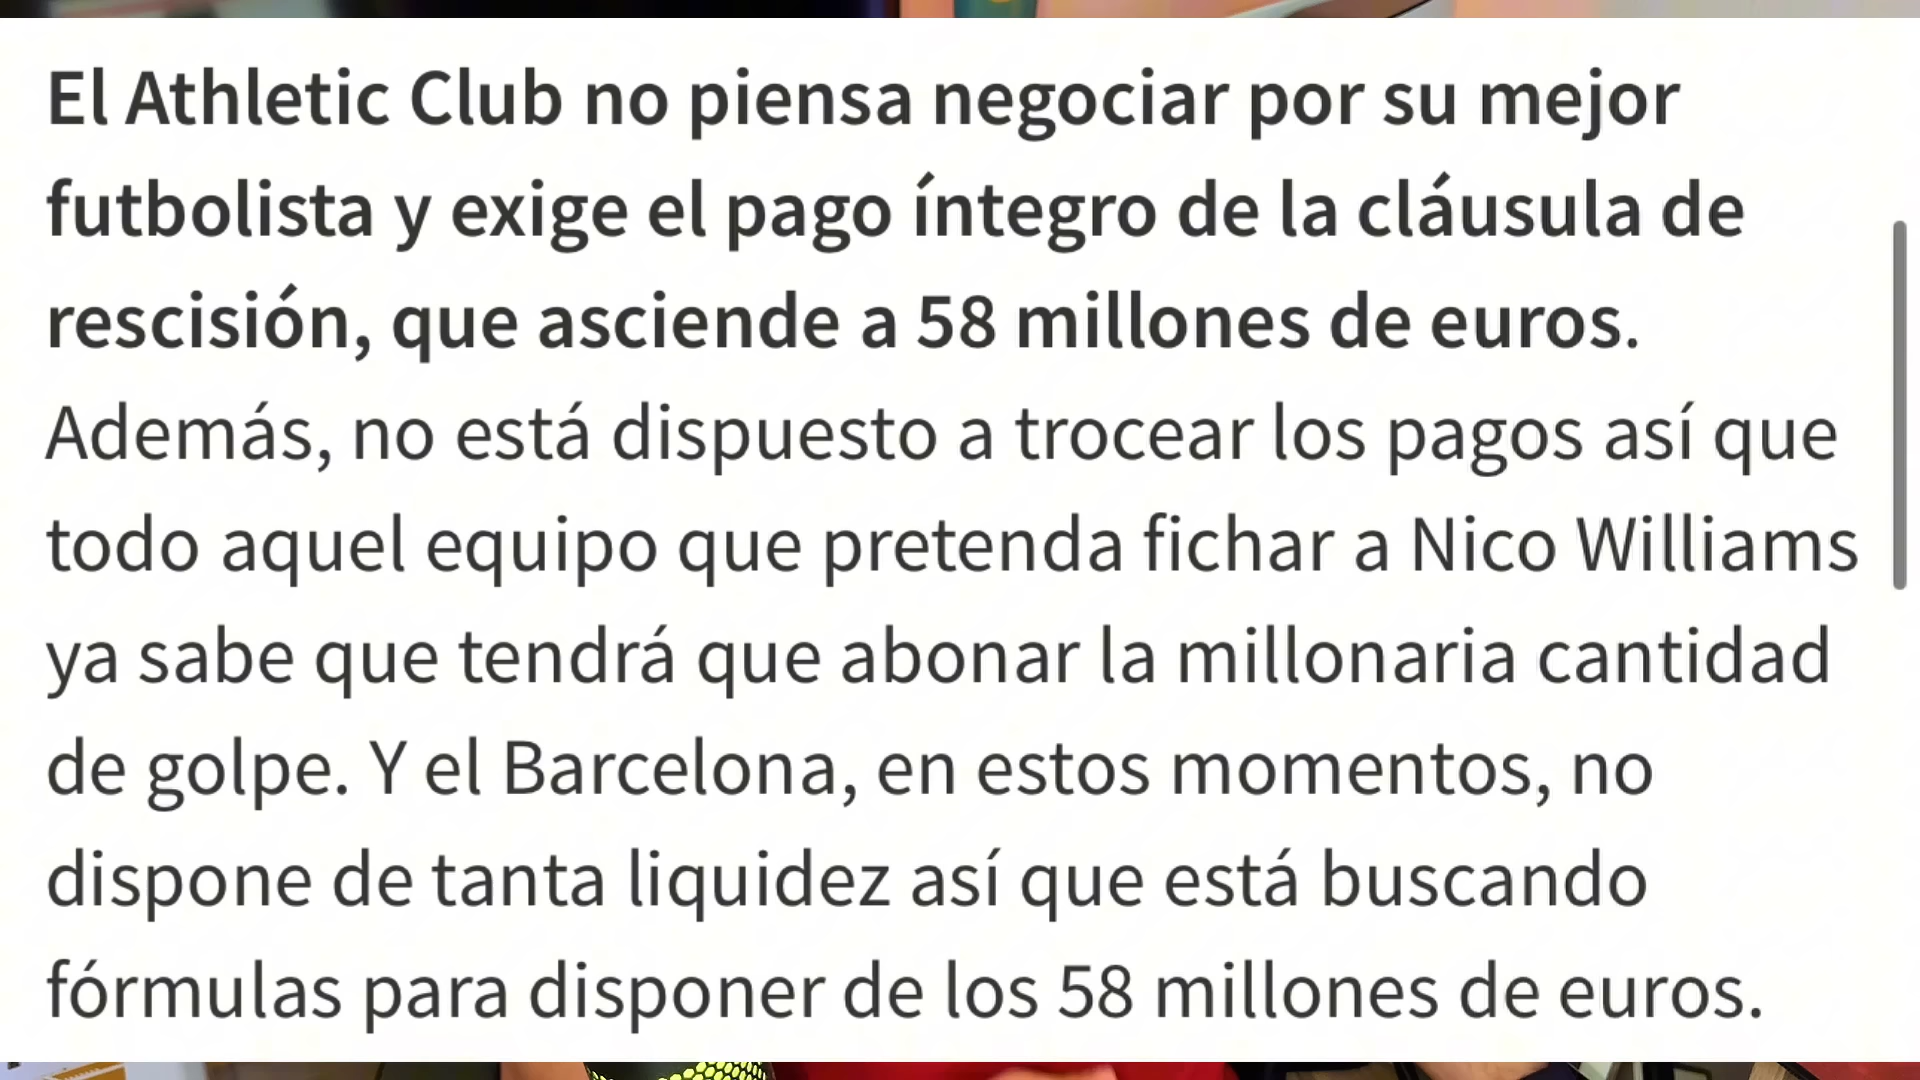 El Athletic Club no piensa negociar por su mejor
futbolista y exige el pago íntegro de la cláusula de
rescisión, que asciende a 58 millones de euros.
Además, no está dispuesto a trocear los pagos así que
todo aquel equipo que pretenda fichar a Nico Williams
ya sabe que tendrá que abonar la millonaria cantidad
de golpe. Y el Barcelona, en estos momentos, no
dispone de tanta liquidez así que está buscando
fórmulas para disponer de los 58 millones de euros.